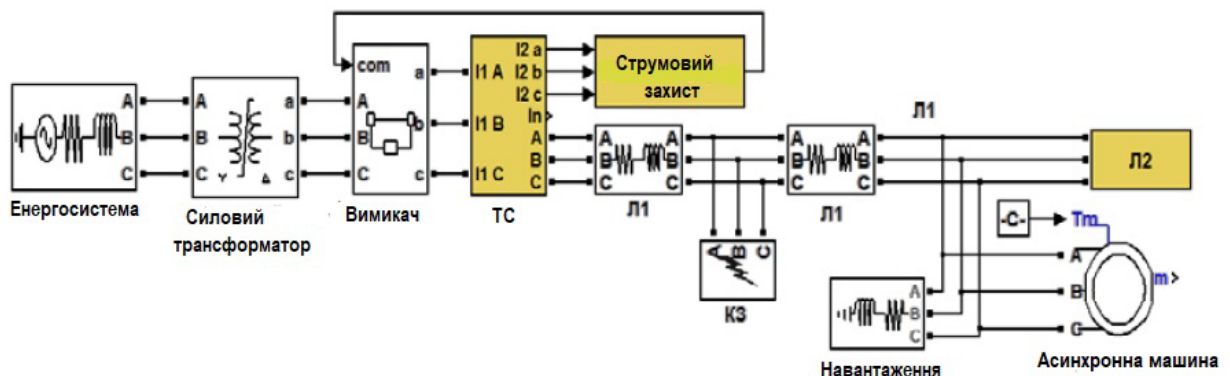 A
B
C
Енергосистема
A
B
C
a
b
c
Y
Δ
Силовий
трансформатор
com
A
B
C
a
b
c
Вимикач
I1 A
I1 B
I1 C
I2 a
I2 b
I2 c
In
A
B
C
ТС
Струмовий
захист
A
B
C
A
B
C
Л1
A
B
C
КЗ
A
B
C
A
B
C
Л1
Л1
Л2
-C-
Tm
A
B
C
m
Асинхронна машина
A
B
C
Навантаження